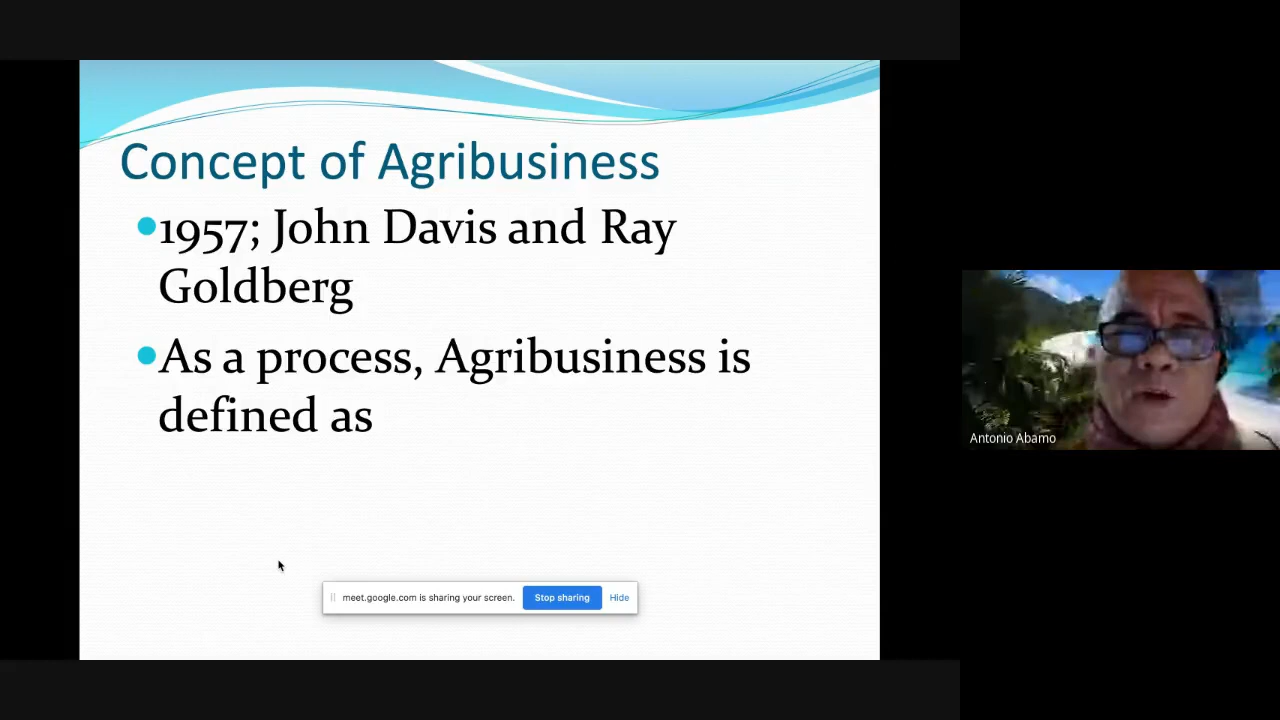 Concept of Agribusiness
•1957; John Davis and Ray
Goldberg
•As a process, Agribusiness is
defined as
meet.google.com is sharing your screen.
Stop sharing
Hide
Antonio Abamo